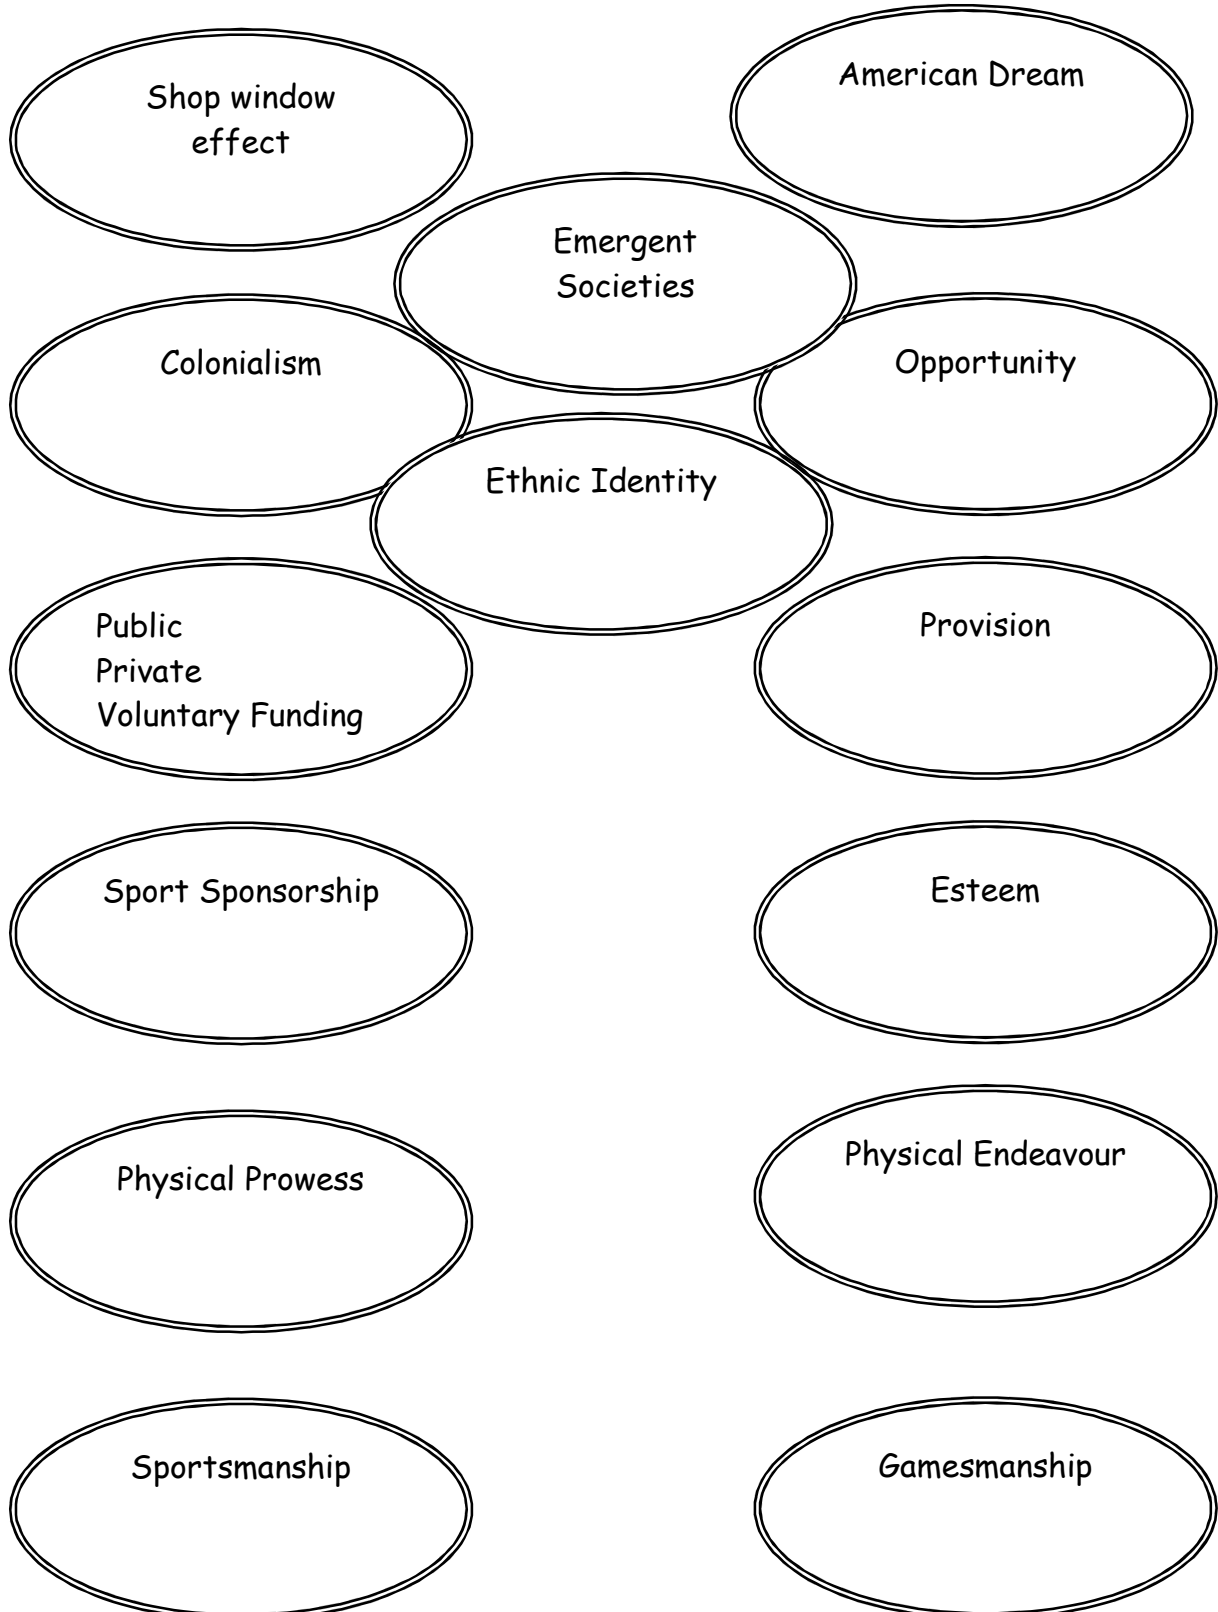 Shop window
effect
American Dream
Emergent
Societies
Colonialism
Opportunity
Ethnic Identity
Public
Private
Voluntary Funding
Provision
Sport Sponsorship
Esteem
Physical Prowess
Physical Endeavour
Sportsmanship
Gamesmanship